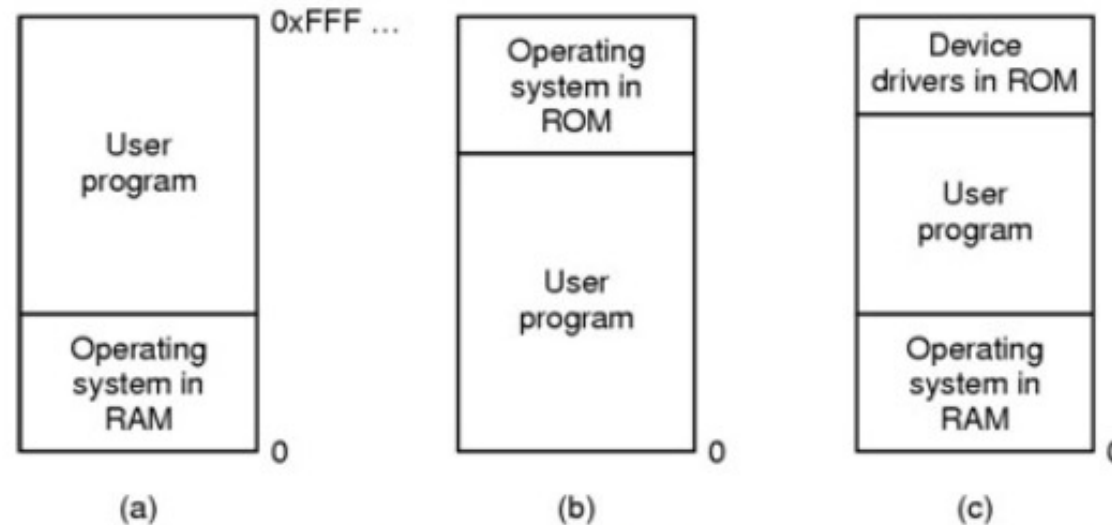 0xFFF ...
User
program
Operating
system in
RAM
0
(a)
Operating
system in
ROM
User
program
0
(b)
Device
drivers in ROM
User
program
Operating
system in
RAM
0
(c)